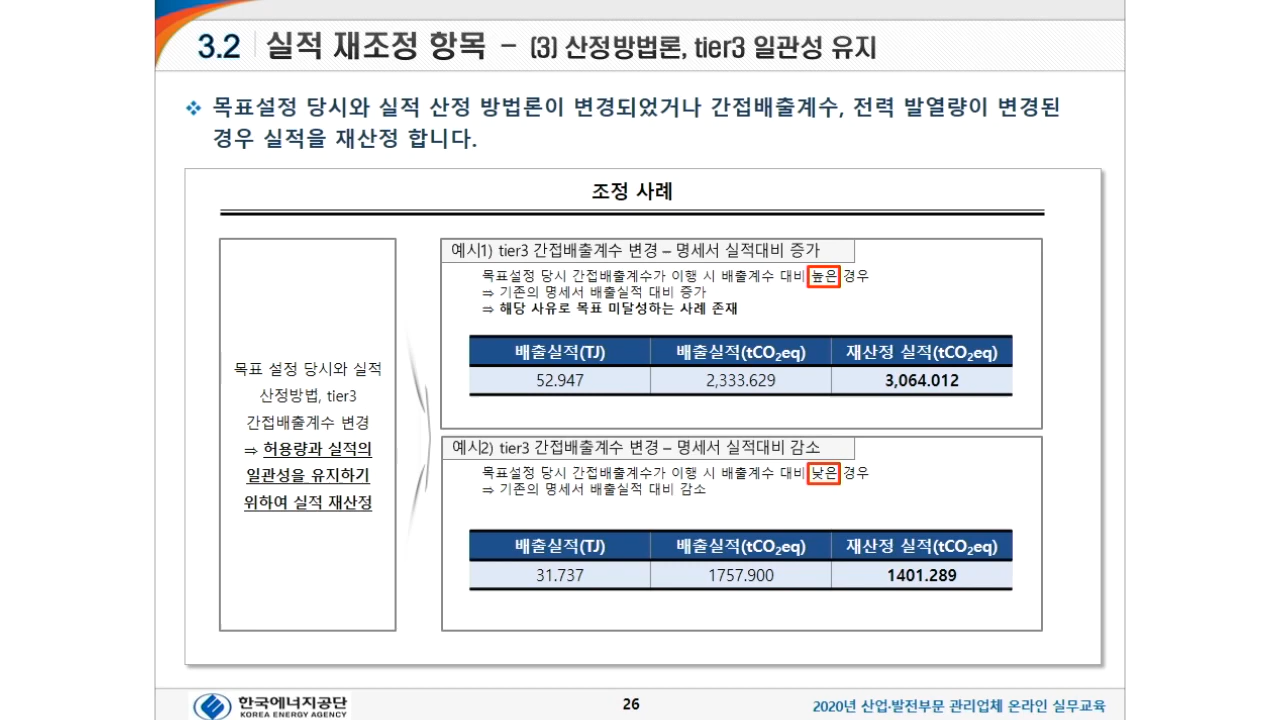 3.2 실적 재조정 항목 – (3) 산정방법론, tier3 일관성 유지
❖ 목표설정 당시와 실적 산정 방법론이 변경되었거나 간접배출계수, 전력 발열량이 변경된
경우 실적을 재산정 합니다.
조정 사례
목표 설정 당시와 실적
산정방법, tier3
간접배출계수 변경
⇒ 허용량과 실적의
일관성을 유지하기
위하여 실적 재산정
예시1) tier3 간접배출계수 변경 – 명세서 실적대비 증가
목표설정 당시 간접배출계수가 이행 시 배출계수 대비 높은 경우
⇒ 기존의 명세서 배출실적 대비 증가
⇒ 해당 사유로 목표 미달성하는 사례 존재
배출실적(TJ) 배출실적(tCO₂eq) 재산정 실적(tCO₂eq)
52.947 2,333.629 3,064.012
예시2) tier3 간접배출계수 변경 – 명세서 실적대비 감소
목표설정 당시 간접배출계수가 이행 시 배출계수 대비 낮은 경우
⇒ 기존의 명세서 배출실적 대비 감소
배출실적(TJ) 배출실적(tCO₂eq) 재산정 실적(tCO₂eq)
31.737 1757.900 1401.289
한국에너지공단
KOREA ENERGY AGENCY
26
2020년 산업·발전부문 관리업체 온라인 실무교육